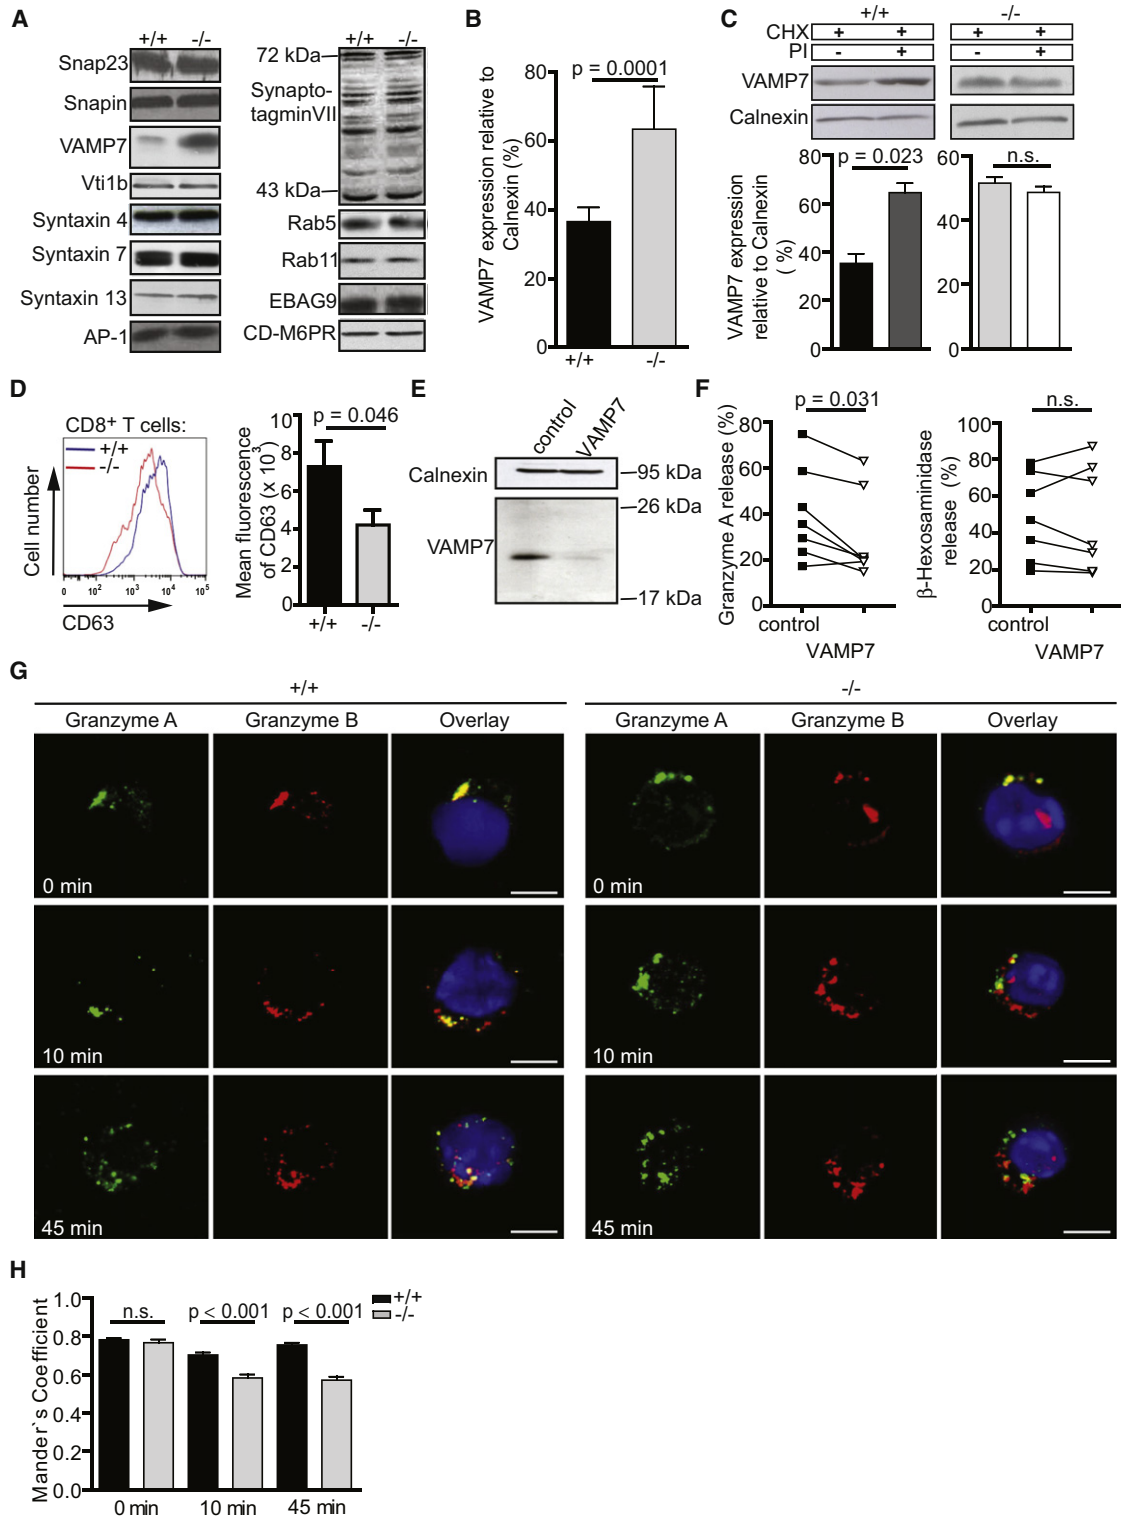 A
+/+ -/-
Snap23
Snapin
VAMP7
Vti1b
Syntaxin 4
Syntaxin 7
Syntaxin 13
AP-1
+/+ -/-
72 kDa
Synapto-
tagminVII
43 kDa
Rab5
Rab11
EBAG9
CD-M6PR
B
VAMP7 expression relative to
Calnexin (%)
80
60
40
20
0
p = 0.0001
+/+ -/-
C
+/+ -/-
CHX + + + +
PI - + - +
VAMP7
Calnexin
VAMP7 expression
relative to Calnexin
( %)
80
60
40
20
0
p = 0.023
60
40
20
0
n.s.
D
CD8+ T cells:
+/+
-/-
Cell number
0 10² 10³ 10⁴ 10⁵
CD63
Mean fluorescence
of CD63 (x 10³)
10
8
6
4
2
0
p = 0.046
+/+ -/-
E
control VAMP7
Calnexin
95 kDa
26 kDa
VAMP7
17 kDa
F
Granzyme A release (%)
80
60
40
20
0
p = 0.031
control
VAMP7
β-Hexosaminidase
release (%)
100
80
60
40
20
0
n.s.
control
VAMP7
G
+/+ -/-
Granzyme A Granzyme B Overlay Granzyme A Granzyme B Overlay
0 min 0 min
10 min 10 min
45 min 45 min
H
Mander`s Coefficient
1.0
0.8
0.6
0.4
0.2
0.0
n.s. p < 0.001 p < 0.001
+/+
-/-
0 min 10 min 45 min